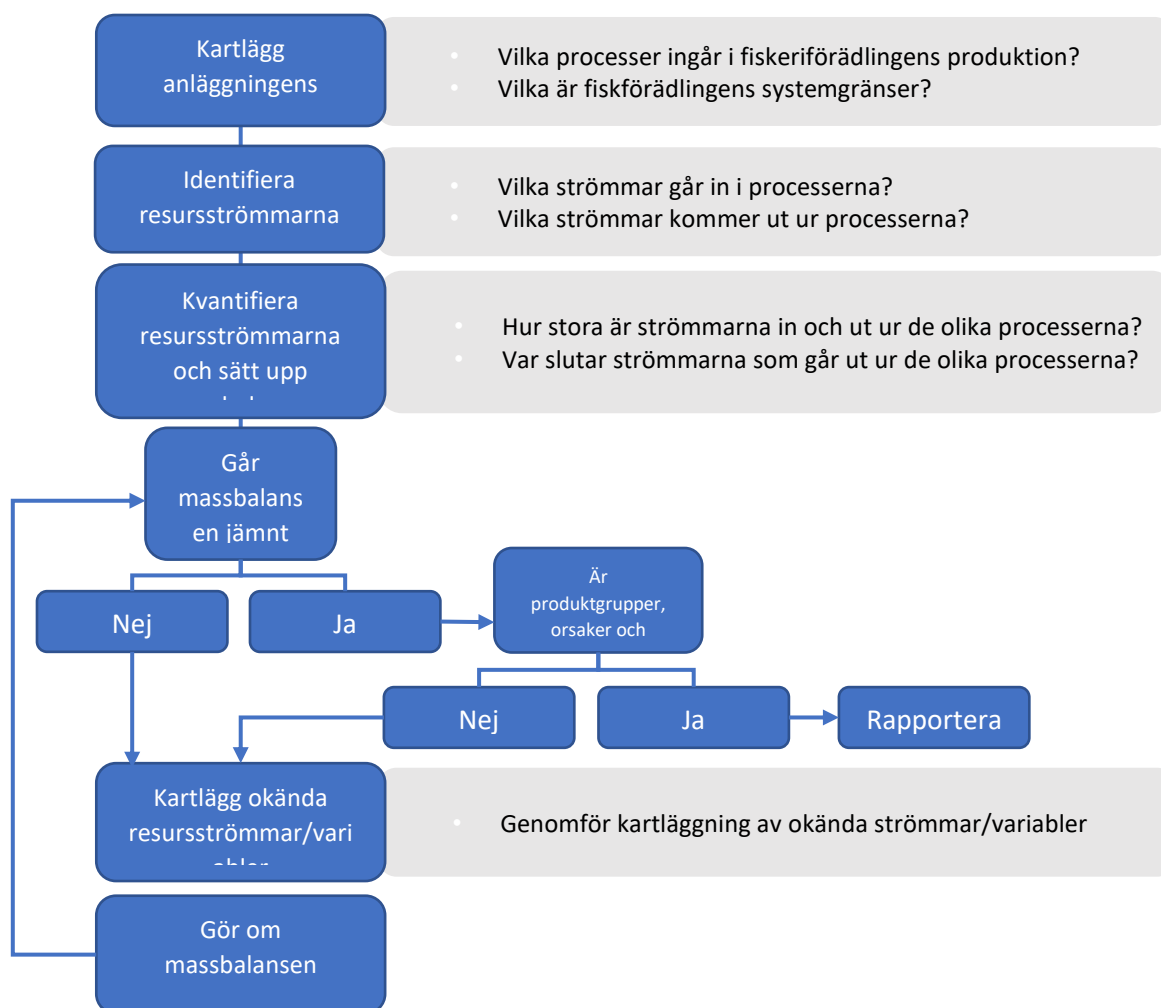 Kartlägg
anläggningens
Vilka processer ingår i fiskeriförädlingens produktion?
Vilka är fiskförädlingens systemgränser?
Identifiera
resursströmmarna
Vilka strömmar går in i processerna?
Vilka strömmar kommer ut ur processerna?
Kvantifiera
resursströmmarna
och sätt upp
Hur stora är strömmarna in och ut ur de olika processerna?
Var slutar strömmarna som går ut ur de olika processerna?
Går
massbalans
en jämnt
Nej
Ja
Är
produktgrupper,
orsaker och
Nej
Ja
Rapportera
Kartlägg okända
resursströmmar/vari
abler
Genomför kartläggning av okända strömmar/variabler
Gör om
massbalansen